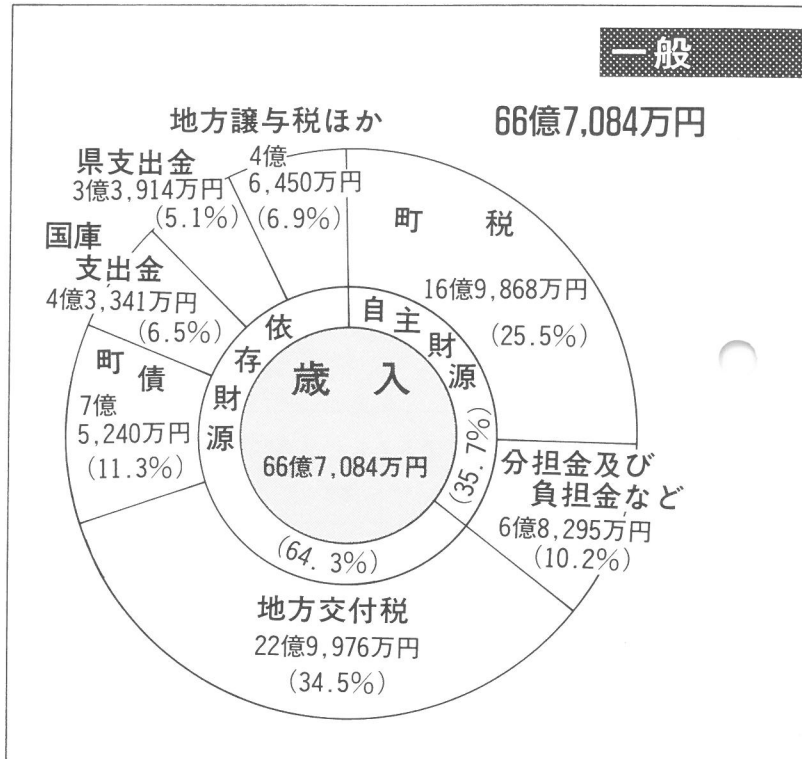 一般
66億7,084万円
地方譲与税ほか
4億
6,450万円
(6.9%)
県支出金
3億3,914万円
(5.1%)
国庫
支出金
4億3,341万円
(6.5%)
町債
7億
5,240万円
(11.3%)
町税
16億9,868万円
(25.5%)
自主財源
(35.7%)
依存財源
(64.3%)
歳入
66億7,084万円
分担金及び
負担金など
6億8,295万円
(10.2%)
地方交付税
22億9,976万円
(34.5%)